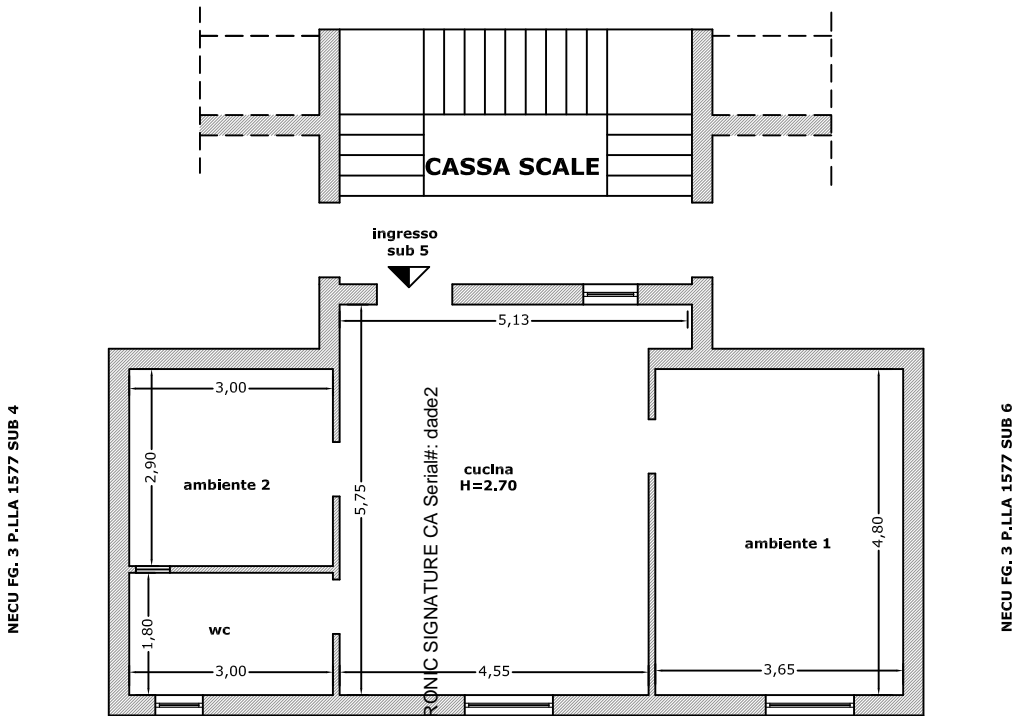 CASSA SCALE
ingresso
sub 5
5,13
3,00
2,90
ambiente 2
5,75
cucina
H=2.70
RONIC SIGNATURE CA Serial#: dade2
ambiente 1
4,80
wc
1,80
3,00
4,55
3,65
NECU FG. 3 P.LLA 1577 SUB 4
NECU FG. 3 P.LLA 1577 SUB 6